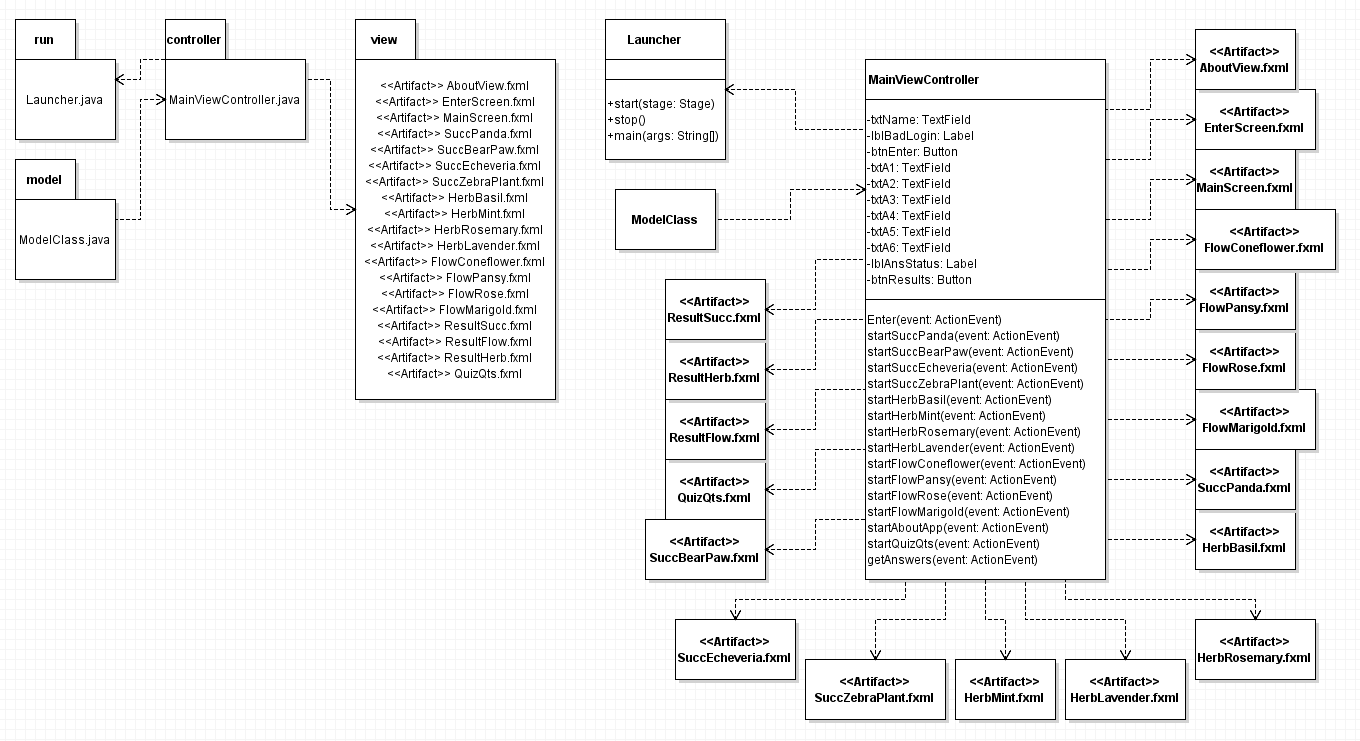 run
Launcher.java
model
ModelClass.java
controller
MainViewController.java
view
<<Artifact>> AboutView.fxml
<<Artifact>> EnterScreen.fxml
<<Artifact>> MainScreen.fxml
<<Artifact>> SuccPanda.fxml
<<Artifact>> SuccBearPaw.fxml
<<Artifact>> SuccEcheveria.fxml
<<Artifact>> SuccZebraPlant.fxml
<<Artifact>> HerbBasil.fxml
<<Artifact>> HerbMint.fxml
<<Artifact>> HerbRosemary.fxml
<<Artifact>> HerbLavender.fxml
<<Artifact>> FlowConeflower.fxml
<<Artifact>> FlowPansy.fxml
<<Artifact>> FlowRose.fxml
<<Artifact>> FlowMarigold.fxml
<<Artifact>> ResultSucc.fxml
<<Artifact>> ResultFlow.fxml
<<Artifact>> ResultHerb.fxml
<<Artifact>> QuizQts.fxml
Launcher
+start(stage: Stage)
+stop()
+main(args: String[])
ModelClass
MainViewController
-txtName: TextField
-lblBadLogin: Label
-btnEnter: Button
-txtA1: TextField
-txtA2: TextField
-txtA3: TextField
-txtA4: TextField
-txtA5: TextField
-txtA6: TextField
-lblAnsStatus: Label
-btnResults: Button
Enter(event: ActionEvent)
startSuccPanda(event: ActionEvent)
startSuccBearPaw(event: ActionEvent)
startSuccEcheveria(event: ActionEvent)
startSuccZebraPlant(event: ActionEvent)
startHerbBasil(event: ActionEvent)
startHerbMint(event: ActionEvent)
startHerbRosemary(event: ActionEvent)
startHerbLavender(event: ActionEvent)
startFlowConeflower(event: ActionEvent)
startFlowPansy(event: ActionEvent)
startFlowRose(event: ActionEvent)
startFlowMarigold(event: ActionEvent)
startAboutApp(event: ActionEvent)
startQuizQts(event: ActionEvent)
getAnswers(event: ActionEvent)
<<Artifact>>
ResultSucc.fxml
<<Artifact>>
ResultHerb.fxml
<<Artifact>>
ResultFlow.fxml
<<Artifact>>
QuizQts.fxml
<<Artifact>>
SuccBearPaw.fxml
<<Artifact>>
AboutView.fxml
<<Artifact>>
EnterScreen.fxml
<<Artifact>>
MainScreen.fxml
<<Artifact>>
FlowConeflower.fxml
<<Artifact>>
FlowPansy.fxml
<<Artifact>>
FlowRose.fxml
<<Artifact>>
FlowMarigold.fxml
<<Artifact>>
SuccPanda.fxml
<<Artifact>>
HerbBasil.fxml
<<Artifact>>
SuccEcheveria.fxml
<<Artifact>>
SuccZebraPlant.fxml
<<Artifact>>
HerbMint.fxml
<<Artifact>>
HerbLavender.fxml
<<Artifact>>
HerbRosemary.fxml